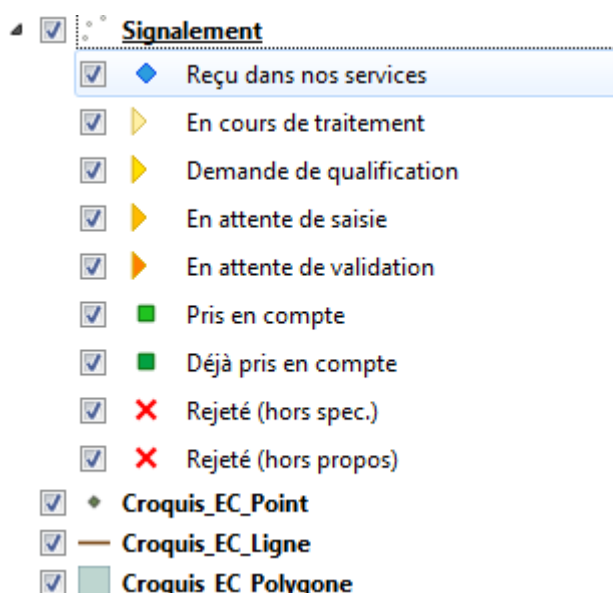 Signalement
Reçu dans nos services
En cours de traitement
Demande de qualification
En attente de saisie
En attente de validation
Pris en compte
Déjà pris en compte
Rejeté (hors spec.)
Rejeté (hors propos)
Croquis_EC_Point
Croquis_EC_Ligne
Croquis_EC_Polygone